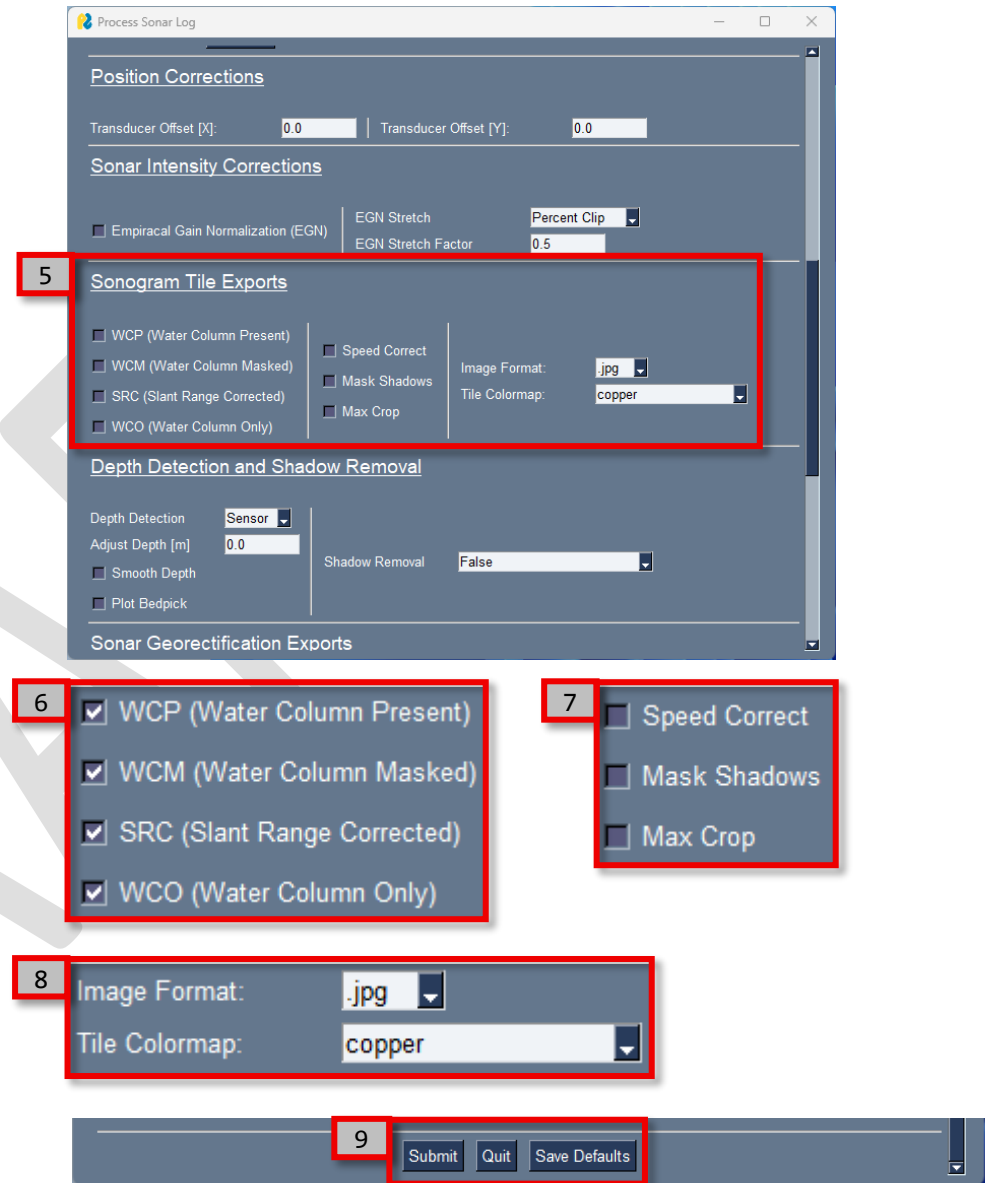 Process Sonar Log
Position Corrections
Transducer Offset [X]: 0.0 Transducer Offset [Y]: 0.0
Sonar Intensity Corrections
Empiracal Gain Normalization (EGN)
EGN Stretch Percent Clip
EGN Stretch Factor 0.5
5
Sonogram Tile Exports
WCP (Water Column Present)
WCM (Water Column Masked)
SRC (Slant Range Corrected)
WCO (Water Column Only)
Speed Correct
Mask Shadows
Max Crop
Image Format: .jpg
Tile Colormap: copper
Depth Detection and Shadow Removal
Depth Detection Sensor
Adjust Depth [m] 0.0
Smooth Depth
Plot Bedpick
Shadow Removal False
Sonar Georectification Exports
6
WCP (Water Column Present)
WCM (Water Column Masked)
SRC (Slant Range Corrected)
WCO (Water Column Only)
7
Speed Correct
Mask Shadows
Max Crop
8
Image Format: .jpg
Tile Colormap: copper
9
Submit Quit Save Defaults